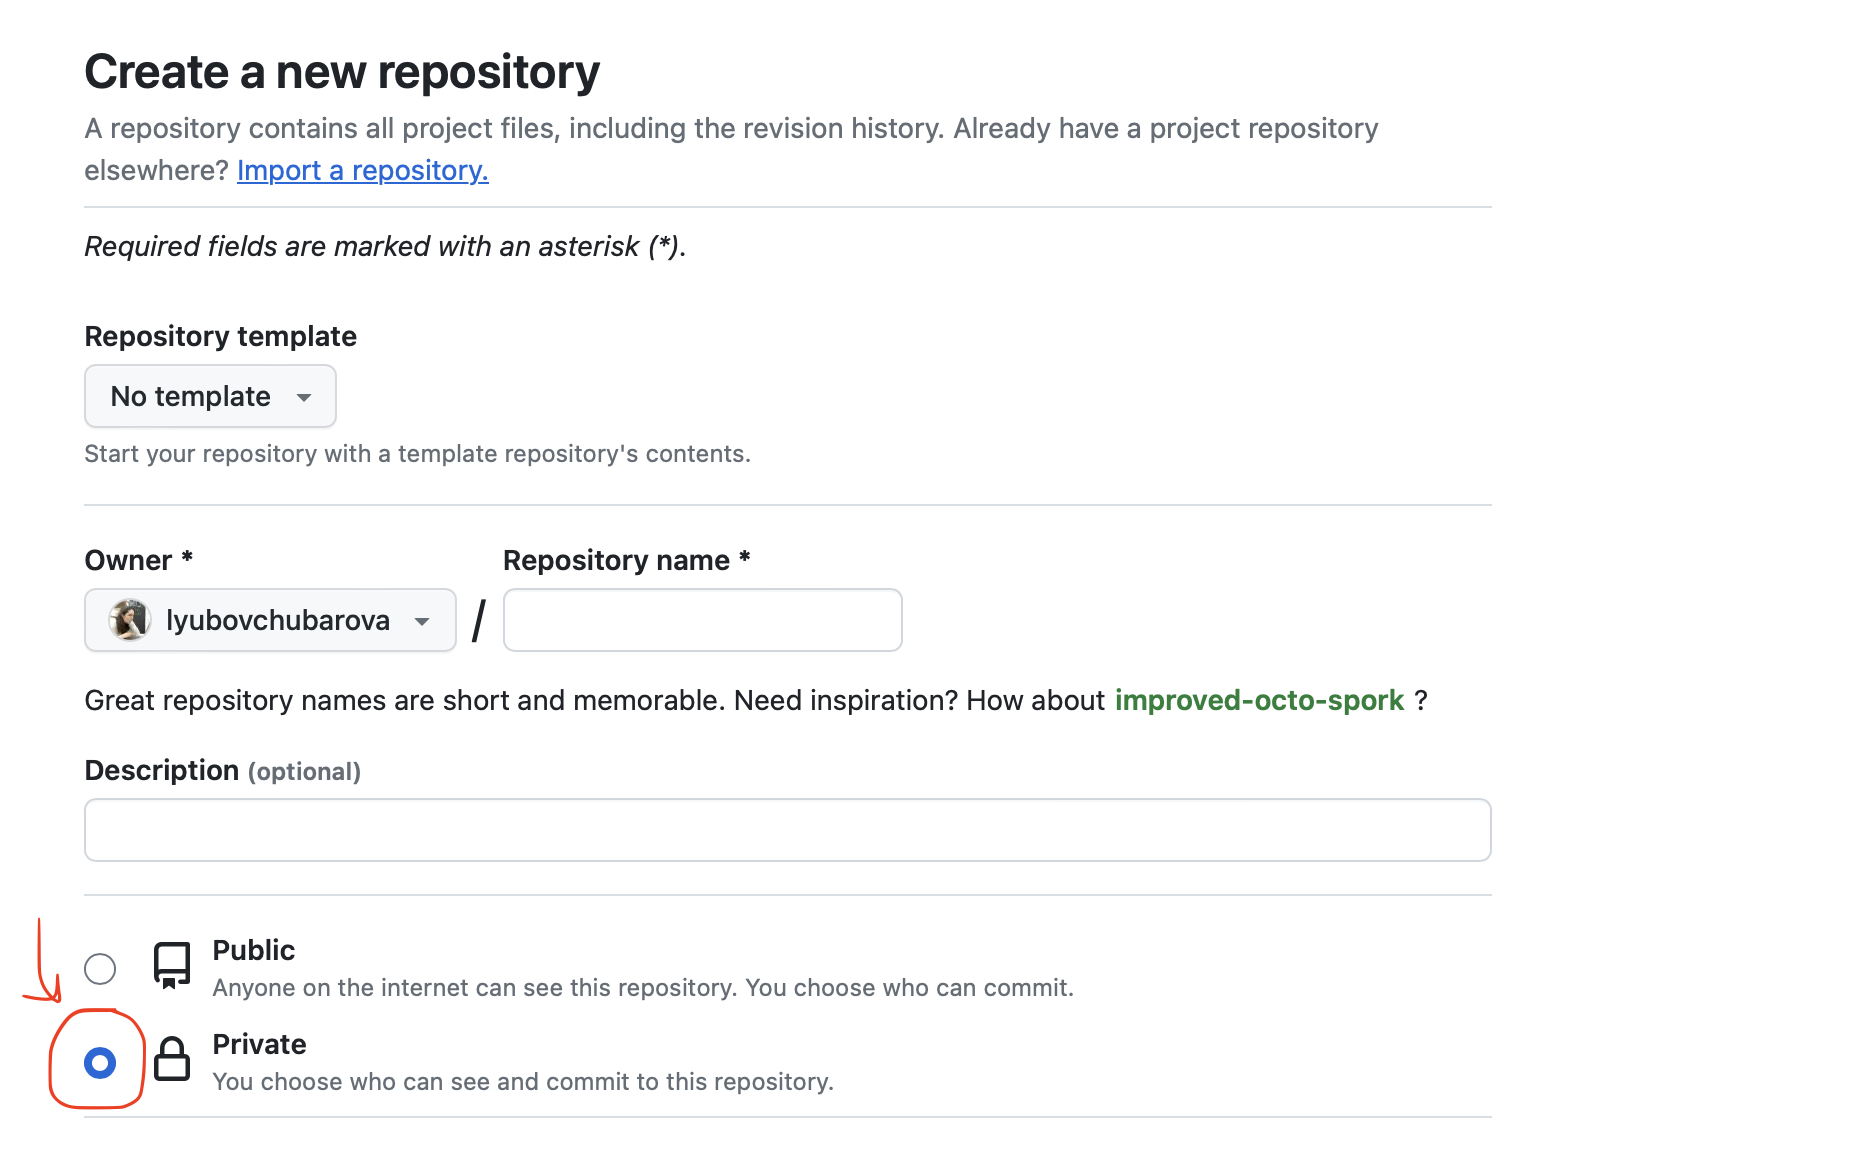 Create a new repository
A repository contains all project files, including the revision history. Already have a project repository
elsewhere? Import a repository.
Required fields are marked with an asterisk (*).
Repository template
No template
Start your repository with a template repository's contents.
Owner * Repository name *
lyubovchubarova /
Great repository names are short and memorable. Need inspiration? How about improved-octo-spork ?
Description (optional)
Public
Anyone on the internet can see this repository. You choose who can commit.
Private
You choose who can see and commit to this repository.